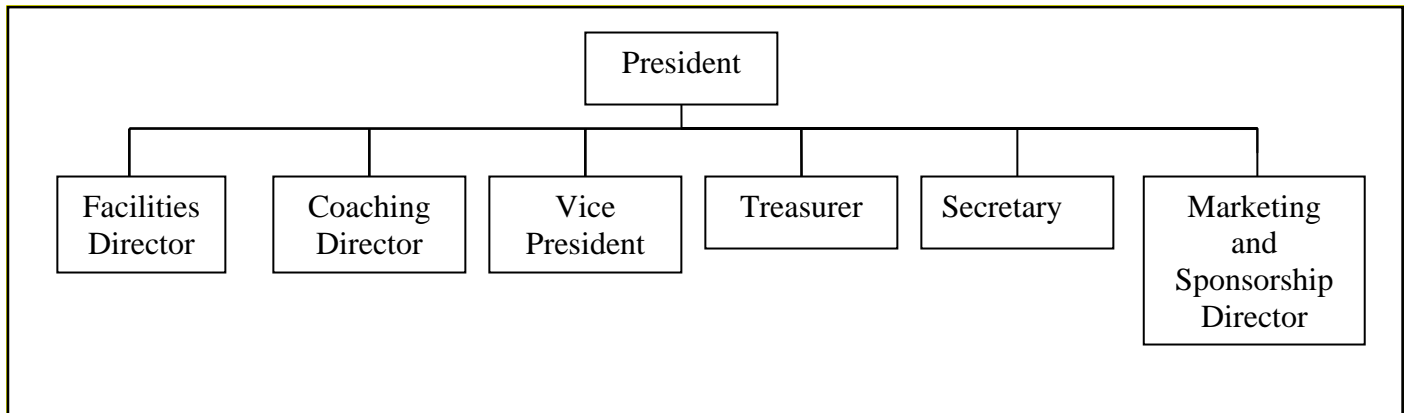 President
Facilities
Director
Coaching
Director
Vice
President
Treasurer
Secretary
Marketing
and
Sponsorship
Director